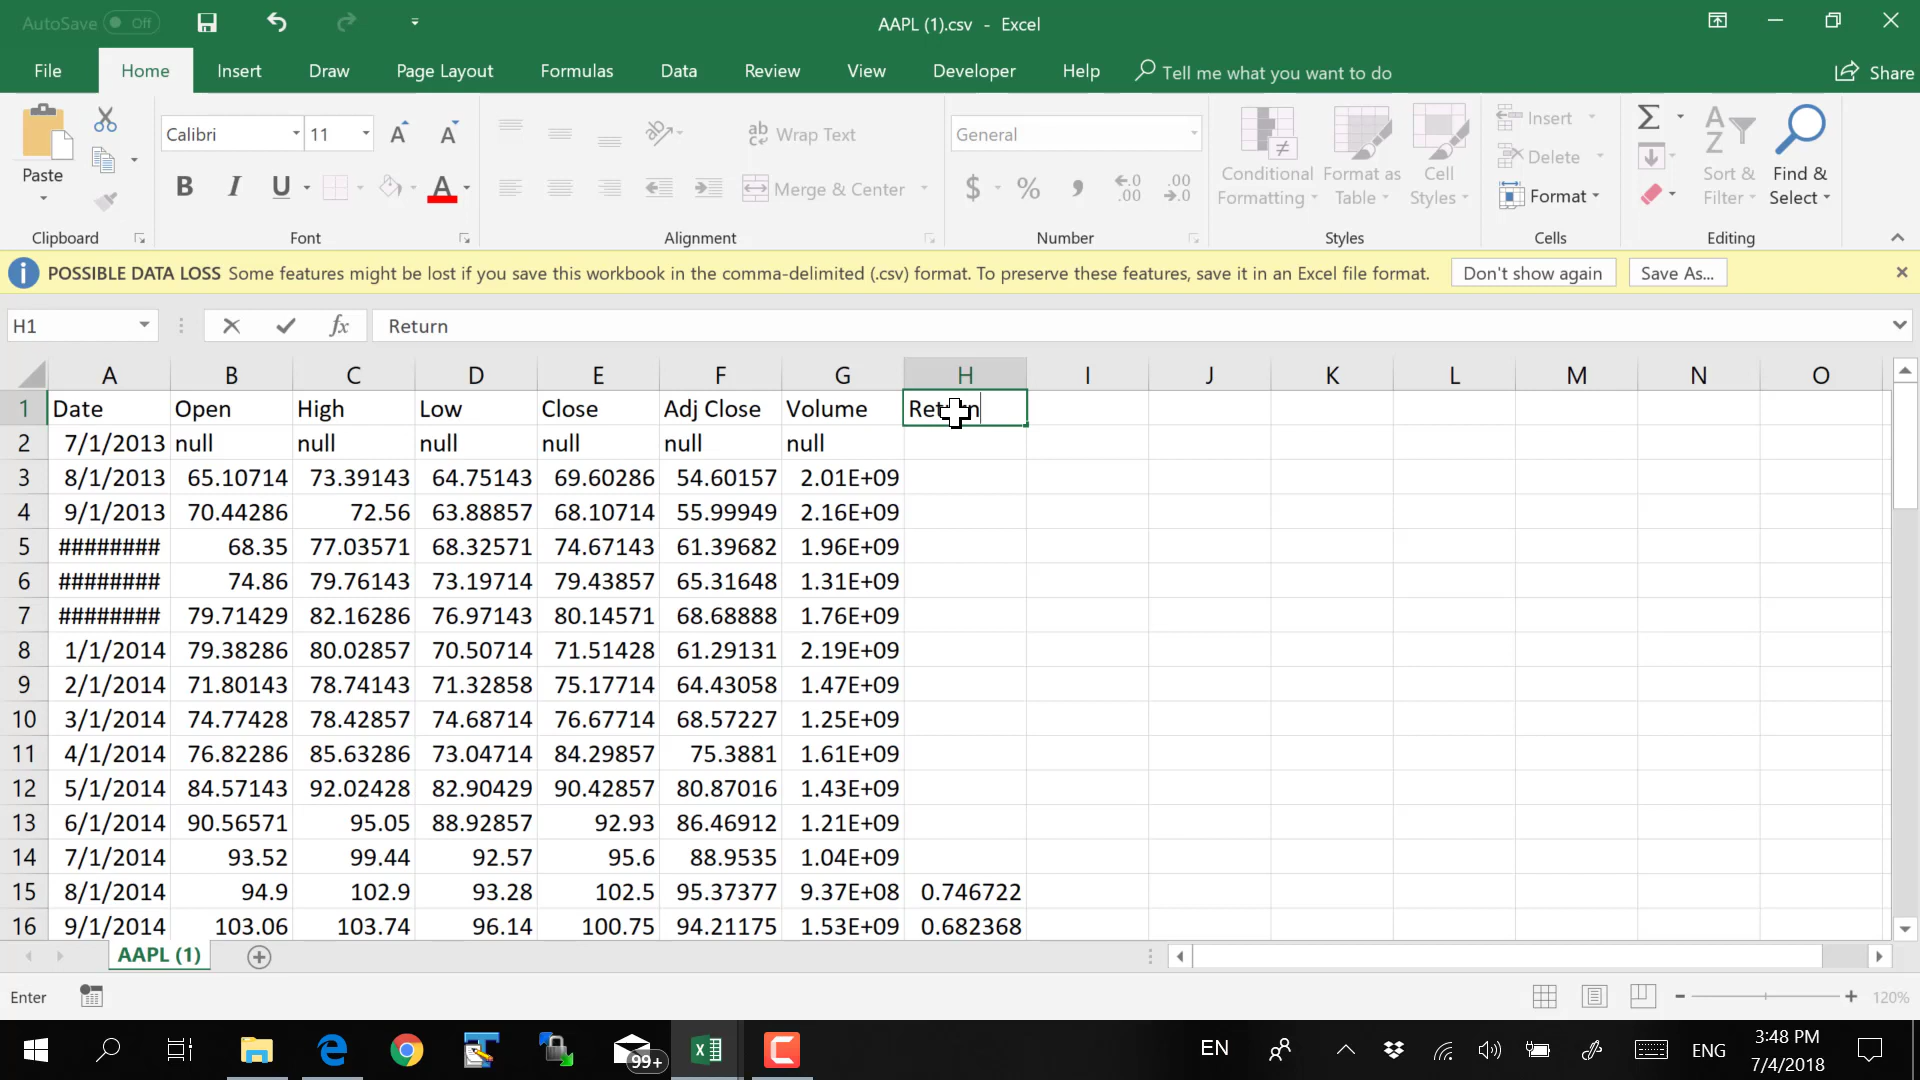 AutoSave Off
AAPL (1).csv - Excel
File Home Insert Draw Page Layout Formulas Data Review View Developer Help Tell me what you want to do Share
Paste
Clipboard
Calibri 11
A A
B I U A
Font
ab Wrap Text
Merge & Center
Alignment
General
$ % , .00 .00
Number
Conditional Formatting
Format as Table
Cell Styles
Styles
Insert
Delete
Format
Cells
Sort & Filter
Find & Select
Editing
POSSIBLE DATA LOSS Some features might be lost if you save this workbook in the comma-delimited (.csv) format. To preserve these features, save it in an Excel file format. Don't show again Save As...
H1 fx Return
A B C D E F G H I J K L M N O
1 Date Open High Low Close Adj Close Volume Return
2 7/1/2013 null null null null null null
3 8/1/2013 65.10714 73.39143 64.75143 69.60286 54.60157 2.01E+09
4 9/1/2013 70.44286 72.56 63.88857 68.10714 55.99949 2.16E+09
5 ######## 68.35 77.03571 68.32571 74.67143 61.39682 1.96E+09
6 ######## 74.86 79.76143 73.19714 79.43857 65.31648 1.31E+09
7 ######## 79.71429 82.16286 76.97143 80.14571 68.68888 1.76E+09
8 1/1/2014 79.38286 80.02857 70.50714 71.51428 61.29131 2.19E+09
9 2/1/2014 71.80143 78.74143 71.32858 75.17714 64.43058 1.47E+09
10 3/1/2014 74.77428 78.42857 74.68714 76.67714 68.57227 1.25E+09
11 4/1/2014 76.82286 85.63286 73.04714 84.29857 75.3881 1.61E+09
12 5/1/2014 84.57143 92.02428 82.90429 90.42857 80.87016 1.43E+09
13 6/1/2014 90.56571 95.05 88.92857 92.93 86.46912 1.21E+09
14 7/1/2014 93.52 99.44 92.57 95.6 88.9535 1.04E+09
15 8/1/2014 94.9 102.9 93.28 102.5 95.37377 9.37E+08 0.746722
16 9/1/2014 103.06 103.74 96.14 100.75 94.21175 1.53E+09 0.682368
AAPL (1)
Enter 120%
99+ EN ENG 3:48 PM
7/4/2018